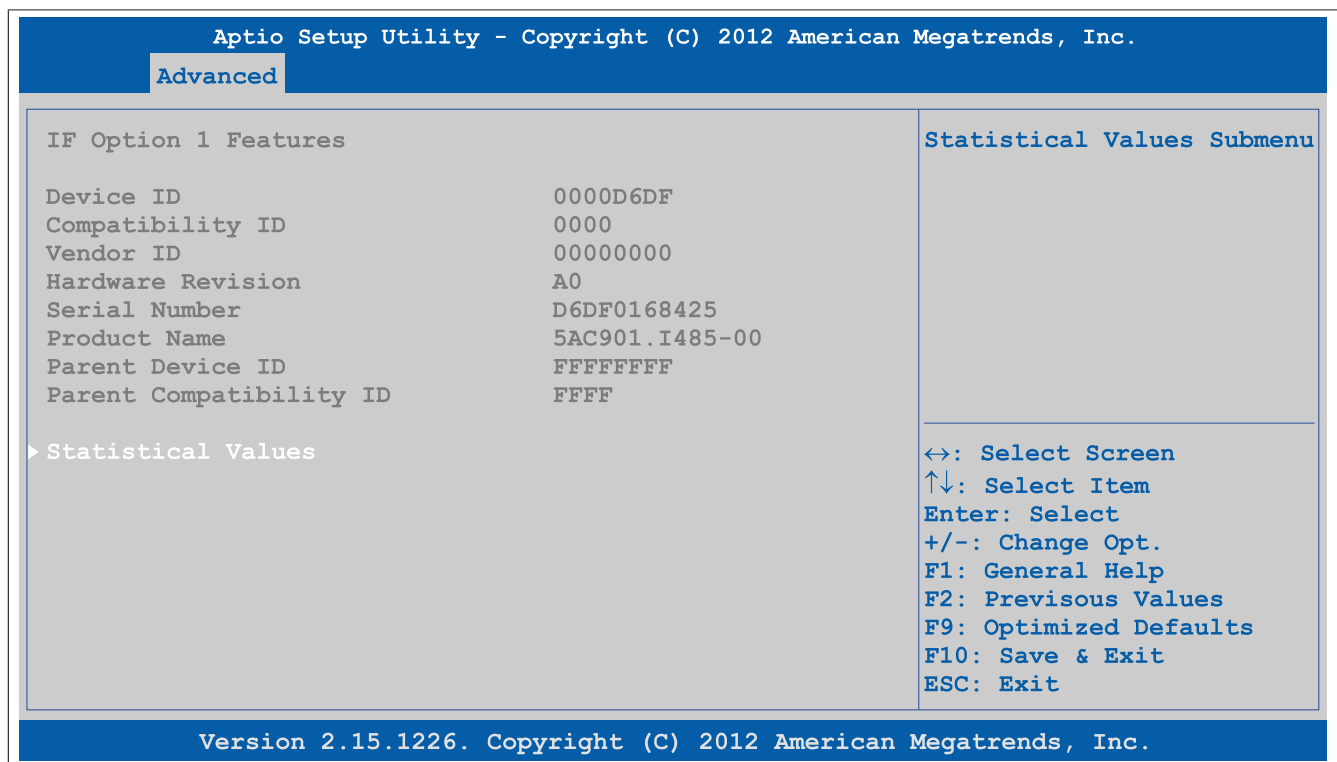 Aptio Setup Utility - Copyright (C) 2012 American Megatrends, Inc.
Advanced
IF Option 1 Features
Device ID 0000D6DF
Compatibility ID 0000
Vendor ID 00000000
Hardware Revision A0
Serial Number D6DF0168425
Product Name 5AC901.I485-00
Parent Device ID FFFFFFFF
Parent Compatibility ID FFFF
Statistical Values
Statistical Values Submenu
↔: Select Screen
↑↓: Select Item
Enter: Select
+/-: Change Opt.
F1: General Help
F2: Previsous Values
F9: Optimized Defaults
F10: Save & Exit
ESC: Exit
Version 2.15.1226. Copyright (C) 2012 American Megatrends, Inc.